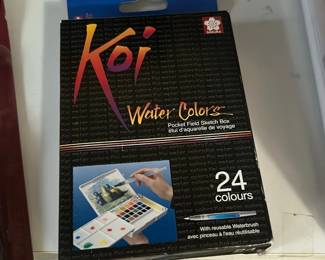 Koi
Water Colors
Pocket Field Sketch Box
étui d'aquarelle de voyage
24
colours
With reusable Waterbrush
avec pinceau à l'eau réutilisable